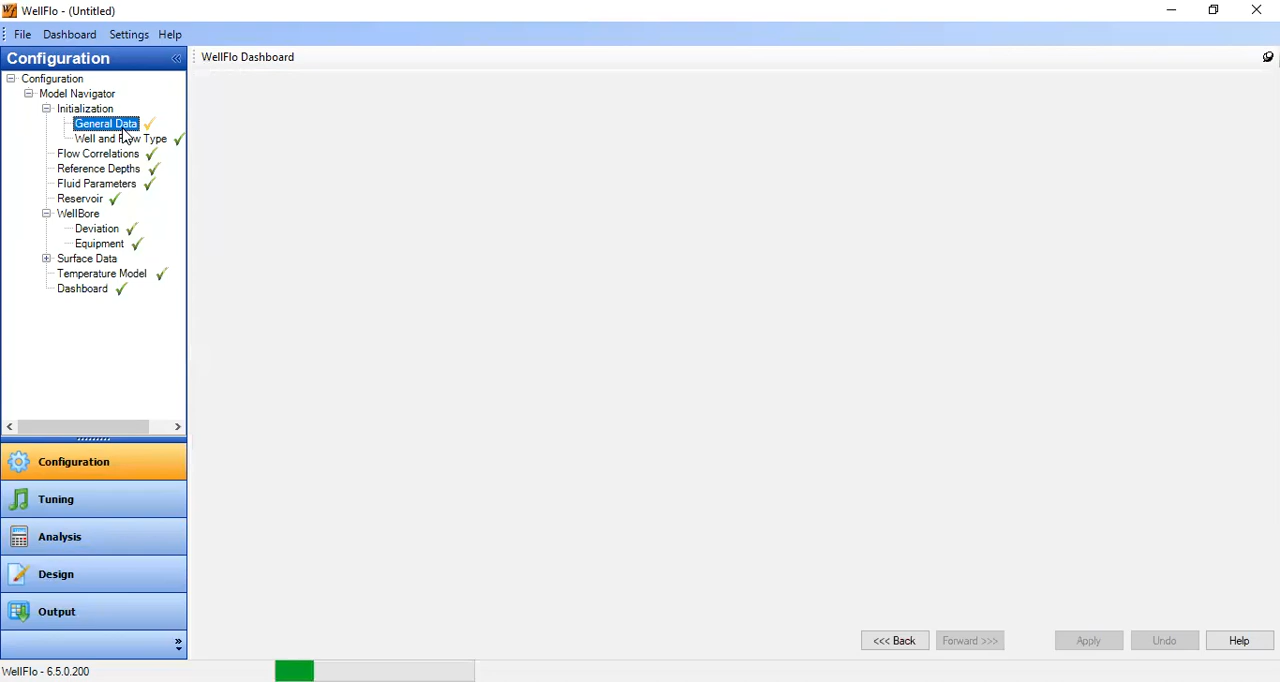 WellFlo - (Untitled)
File Dashboard Settings Help
Configuration «
WellFlo Dashboard
Configuration
Model Navigator
Initialization
General Data
Well and Flow Type
Flow Correlations
Reference Depths
Fluid Parameters
Reservoir
WellBore
Deviation
Equipment
Surface Data
Temperature Model
Dashboard
Configuration
Tuning
Analysis
Design
Output
»
<<< Back Forward >>> Apply Undo Help
WellFlo - 6.5.0.200